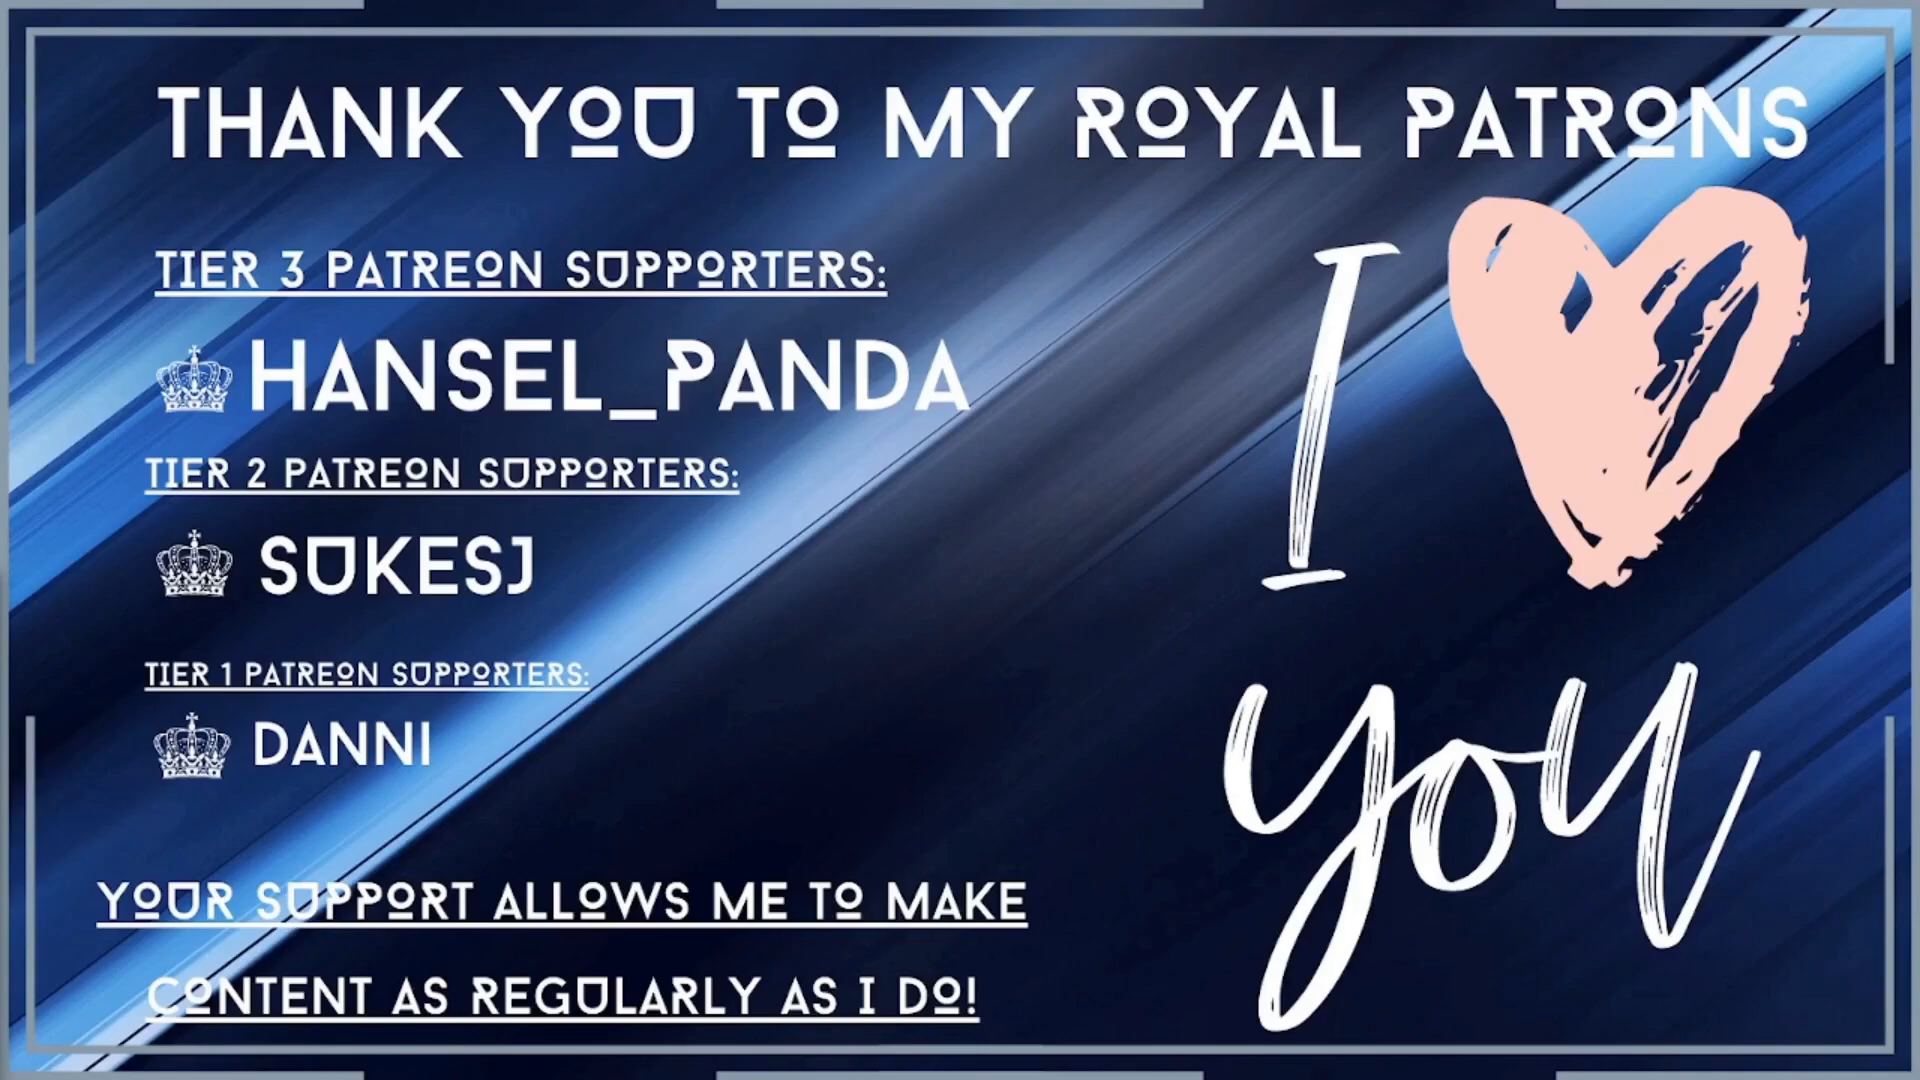 THANK YOU TO MY ROYAL PATRONS
TIER 3 PATREON SUPPORTERS:
HANSEL_PANDA
TIER 2 PATREON SUPPORTERS:
SUKESJ
TIER 1 PATREON SUPPORTERS:
DANNI
YOUR SUPPORT ALLOWS ME TO MAKE
CONTENT AS REGULARLY AS I DO!
I
you